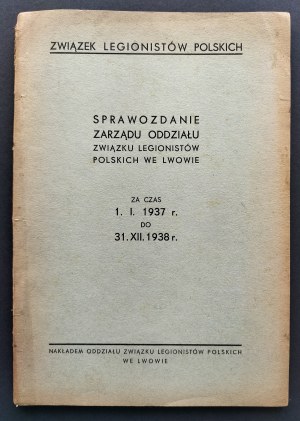 ZWIĄZEK LEGIONISTÓW POLSKICH
SPRAWOZDANIE
ZARZĄDU ODDZIAŁU
ZWIĄZKU LEGIONISTÓW
POLSKICH WE LWOWIE
ZA CZAS
1. I. 1937 r.
DO
31. XII. 1938 r.
NAKŁADEM ODDZIAŁU ZWIĄZKU LEGIONISTÓW POLSKICH
WE LWOWIE